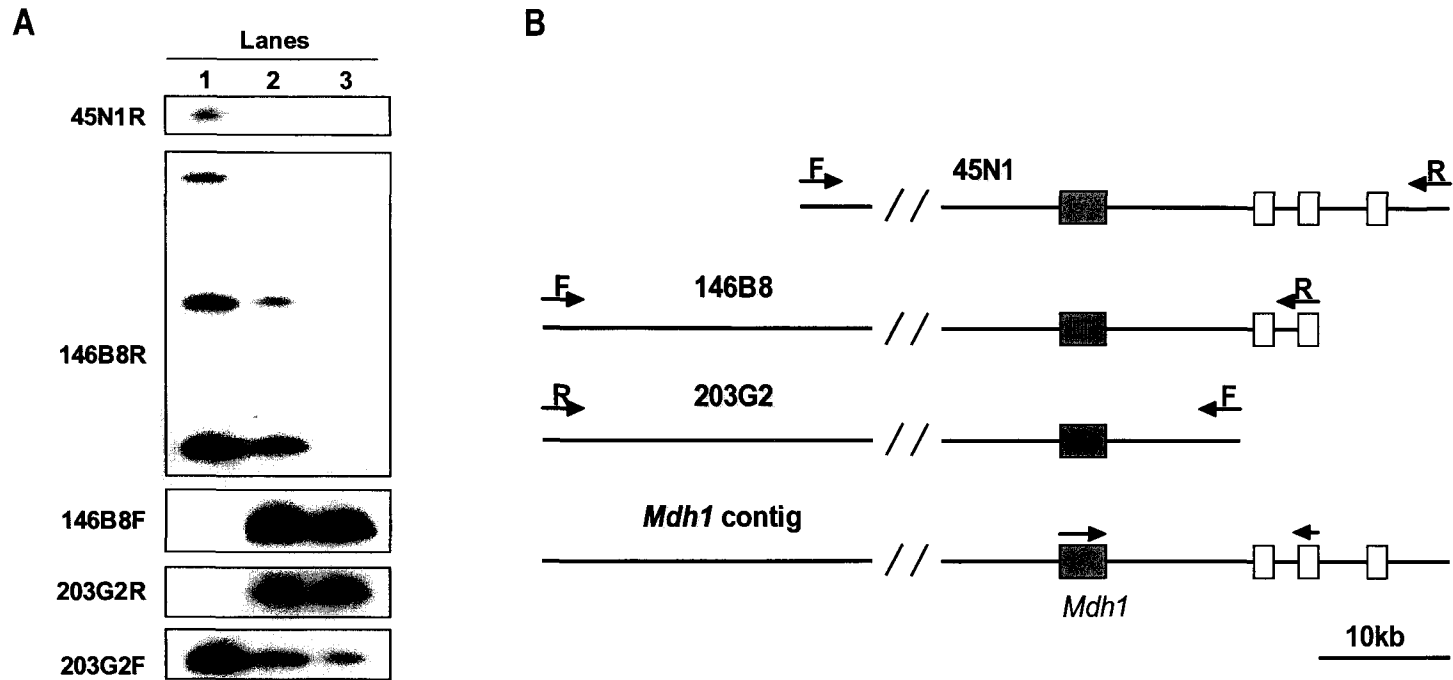 A
Lanes
1 2 3
45N1R
146B8R
146B8F
203G2R
203G2F
B
F 45N1 R
F 146B8 R
R 203G2 F
Mdh1 contig
Mdh1
10kb